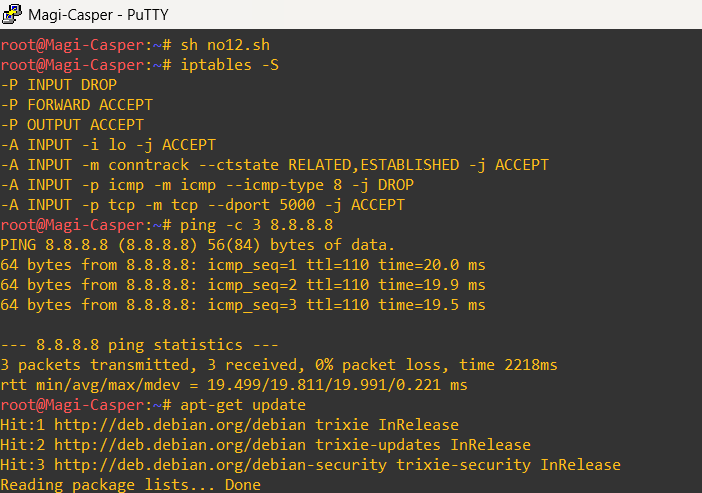 Magi-Casper - PuTTY
root@Magi-Casper:~# sh no12.sh
root@Magi-Casper:~# iptables -S
-P INPUT DROP
-P FORWARD ACCEPT
-P OUTPUT ACCEPT
-A INPUT -i lo -j ACCEPT
-A INPUT -m conntrack --ctstate RELATED,ESTABLISHED -j ACCEPT
-A INPUT -p icmp -m icmp --icmp-type 8 -j DROP
-A INPUT -p tcp -m tcp --dport 5000 -j ACCEPT
root@Magi-Casper:~# ping -c 3 8.8.8.8
PING 8.8.8.8 (8.8.8.8) 56(84) bytes of data.
64 bytes from 8.8.8.8: icmp_seq=1 ttl=110 time=20.0 ms
64 bytes from 8.8.8.8: icmp_seq=2 ttl=110 time=19.9 ms
64 bytes from 8.8.8.8: icmp_seq=3 ttl=110 time=19.5 ms

--- 8.8.8.8 ping statistics ---
3 packets transmitted, 3 received, 0% packet loss, time 2218ms
rtt min/avg/max/mdev = 19.499/19.811/19.991/0.221 ms
root@Magi-Casper:~# apt-get update
Hit:1 http://deb.debian.org/debian trixie InRelease
Hit:2 http://deb.debian.org/debian trixie-updates InRelease
Hit:3 http://deb.debian.org/debian-security trixie-security InRelease
Reading package lists... Done